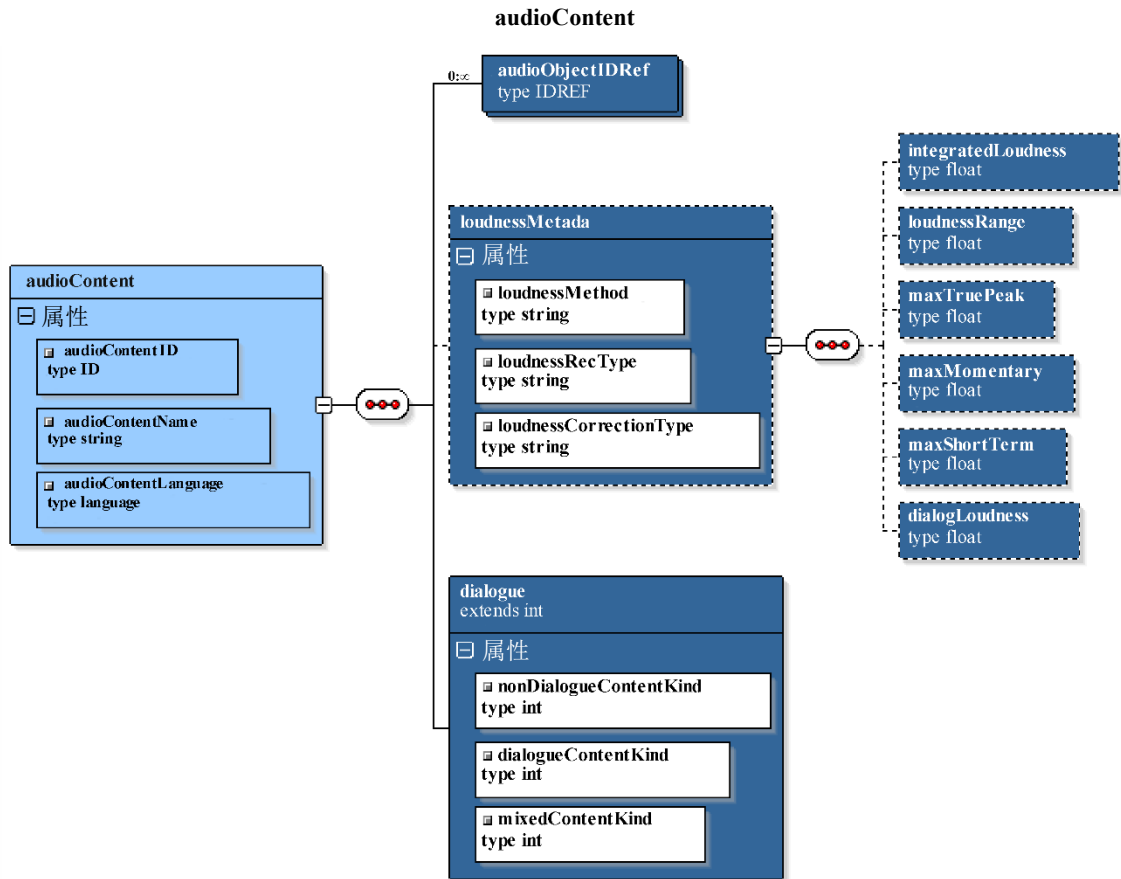 audioContent
0:∞
audioObjectIDRef
type IDREF
loudnessMetada
属性
loudnessMethod
type string
loudnessRecType
type string
loudnessCorrectionType
type string
integratedLoudness
type float
loudnessRange
type float
maxTruePeak
type float
maxMomentary
type float
maxShortTerm
type float
dialogLoudness
type float
audioContent
属性
audioContentID
type ID
audioContentName
type string
audioContentLanguage
type language
dialogue
extends int
属性
nonDialogueContentKind
type int
dialogueContentKind
type int
mixedContentKind
type int